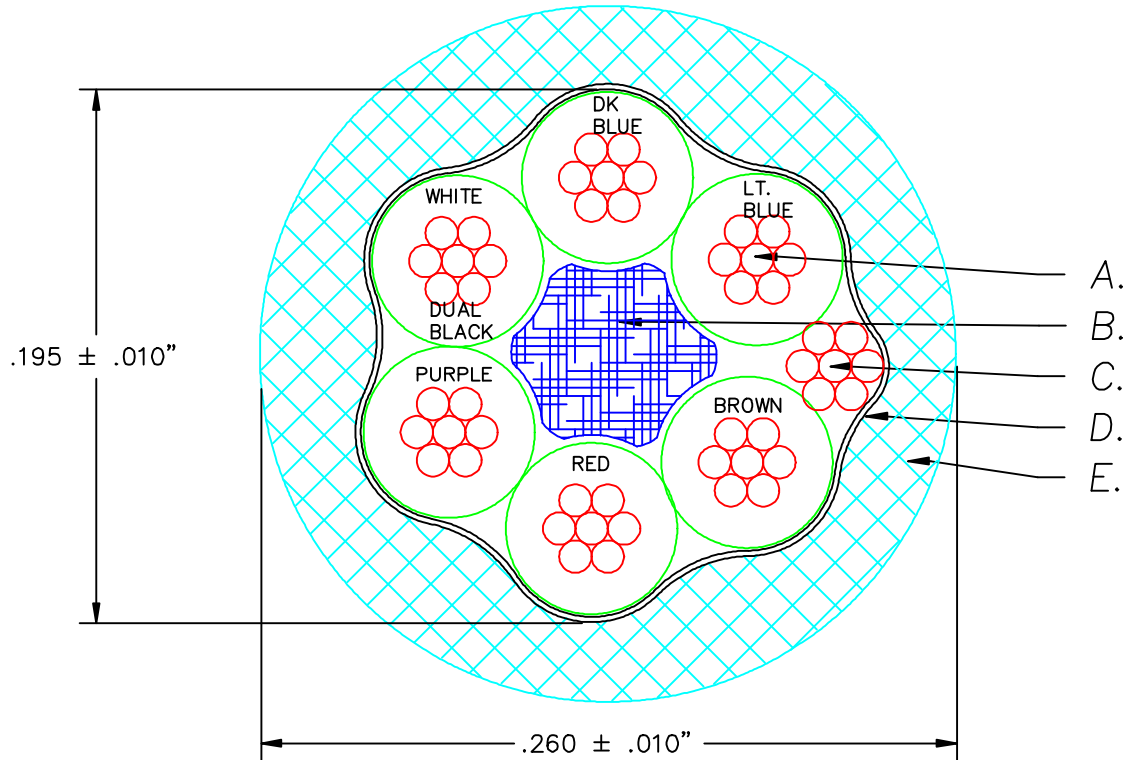 DK
BLUE
WHITE
LT.
BLUE
A.
DUAL
BLACK
B.
.195 ± .010”
PURPLE
C.
BROWN
D.
RED
E.
.260 ± .010”